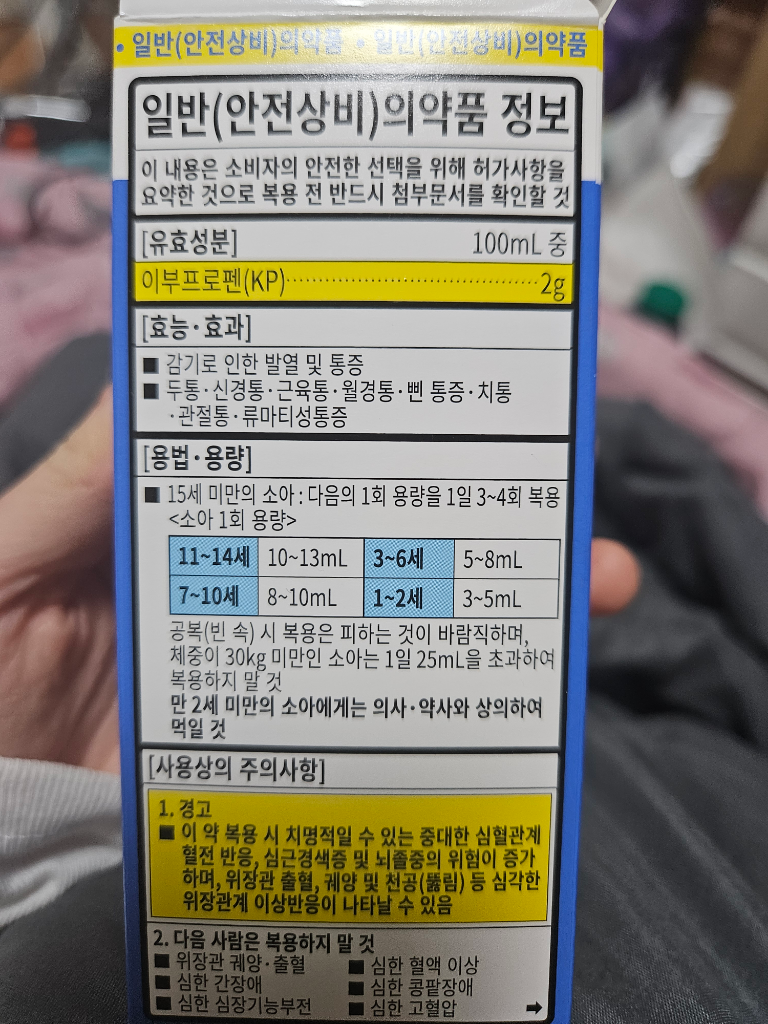 • 일반(안전상비)의약품 • 일반(안전상비)의약품
일반(안전상비)의약품 정보
이 내용은 소비자의 안전한 선택을 위해 허가사항을
요약한 것으로 복용 전 반드시 첨부문서를 확인할 것
[유효성분] 100mL 중
이부프로펜(KP)······················2g
[효능·효과]
■ 감기로 인한 발열 및 통증
■ 두통·신경통·근육통·월경통·삔 통증·치통
·관절통·류마티성통증
[용법·용량]
■ 15세 미만의 소아 : 다음의 1회 용량을 1일 3~4회 복용
<소아 1회 용량>
11~14세 10~13mL 3~6세 5~8mL
7~10세 8~10mL 1~2세 3~5mL
공복(빈 속) 시 복용은 피하는 것이 바람직하며,
체중이 30kg 미만인 소아는 1일 25mL을 초과하여
복용하지 말 것
만 2세 미만의 소아에게는 의사·약사와 상의하여
먹일 것
[사용상의 주의사항]
1. 경고
■ 이 약 복용 시 치명적일 수 있는 중대한 심혈관계
혈전 반응, 심근경색증 및 뇌졸중의 위험이 증가
하며, 위장관 출혈, 궤양 및 천공(뚫림) 등 심각한
위장관계 이상반응이 나타날 수 있음
2. 다음 사람은 복용하지 말 것
■ 위장관 궤양·출혈 ■ 심한 혈액 이상
■ 심한 간장애 ■ 심한 콩팥장애
■ 심한 심장기능부전 ■ 심한 고혈압 ➡